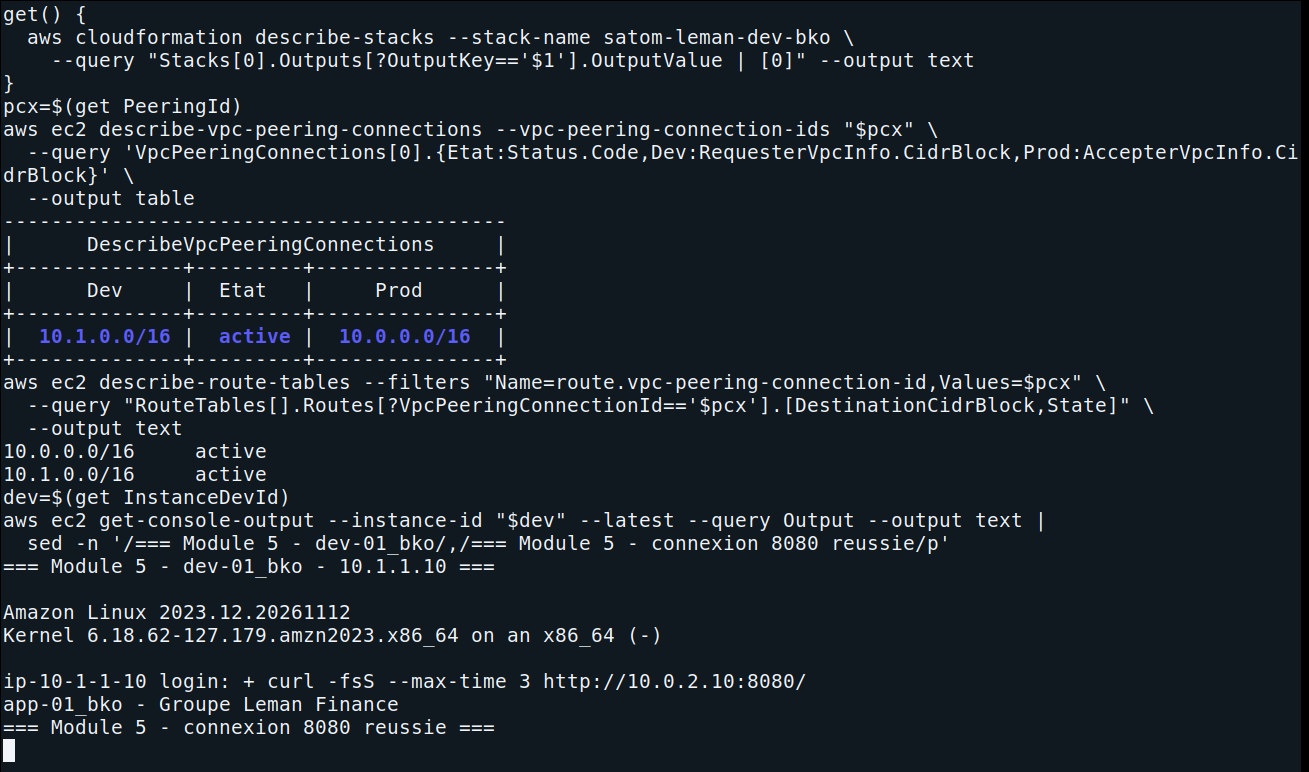 get() {
  aws cloudformation describe-stacks --stack-name satom-leman-dev-bko \
    --query "Stacks[0].Outputs[?OutputKey=='$1'].OutputValue | [0]" --output text
}
pcx=$(get PeeringId)
aws ec2 describe-vpc-peering-connections --vpc-peering-connection-ids "$pcx" \
  --query 'VpcPeeringConnections[0].{Etat:Status.Code,Dev:RequesterVpcInfo.CidrBlock,Prod:AccepterVpcInfo.Ci
drBlock}' \
  --output table
------------------------------------------
|      DescribeVpcPeeringConnections     |
+--------------+---------+---------------+
|      Dev     |  Etat   |     Prod      |
+--------------+---------+---------------+
|  10.1.0.0/16 |  active |  10.0.0.0/16  |
+--------------+---------+---------------+
aws ec2 describe-route-tables --filters "Name=route.vpc-peering-connection-id,Values=$pcx" \
  --query "RouteTables[].Routes[?VpcPeeringConnectionId=='$pcx'].[DestinationCidrBlock,State]" \
  --output text
10.0.0.0/16     active
10.1.0.0/16     active
dev=$(get InstanceDevId)
aws ec2 get-console-output --instance-id "$dev" --latest --query Output --output text |
  sed -n '/=== Module 5 - dev-01_bko/,/=== Module 5 - connexion 8080 reussie/p'
=== Module 5 - dev-01_bko - 10.1.1.10 ===

Amazon Linux 2023.12.20261112
Kernel 6.18.62-127.179.amzn2023.x86_64 on an x86_64 (-)

ip-10-1-1-10 login: + curl -fsS --max-time 3 http://10.0.2.10:8080/
app-01_bko - Groupe Leman Finance
=== Module 5 - connexion 8080 reussie ===